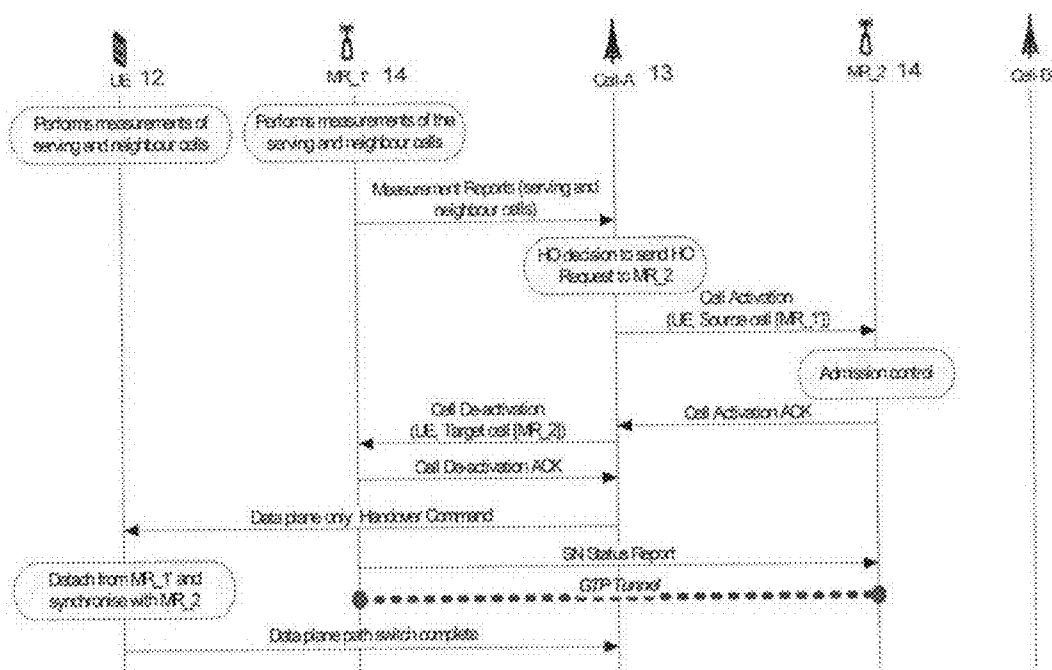 UE 12
MR_1' 14
Cell-A 13
MR_2 14
Cell-B
Performs measurements of
serving and neighbour cells
Performs measurements of the
serving and neighbour cells
Measurement Reports (serving and
neighbour cells)
HO decision to send HO
Request to MR_2
Cell Activation
(UE, Source cell [MR_1'])
Admission control
Cell De-activation
(UE, Target cell [MR_2])
Cell Activation ACK
Cell De-activation ACK
Data plane only Handover Command
SN Status Report
Detach from MR_1' and
synchronise with MR_2
GTP Tunnel
Data plane path switch complete